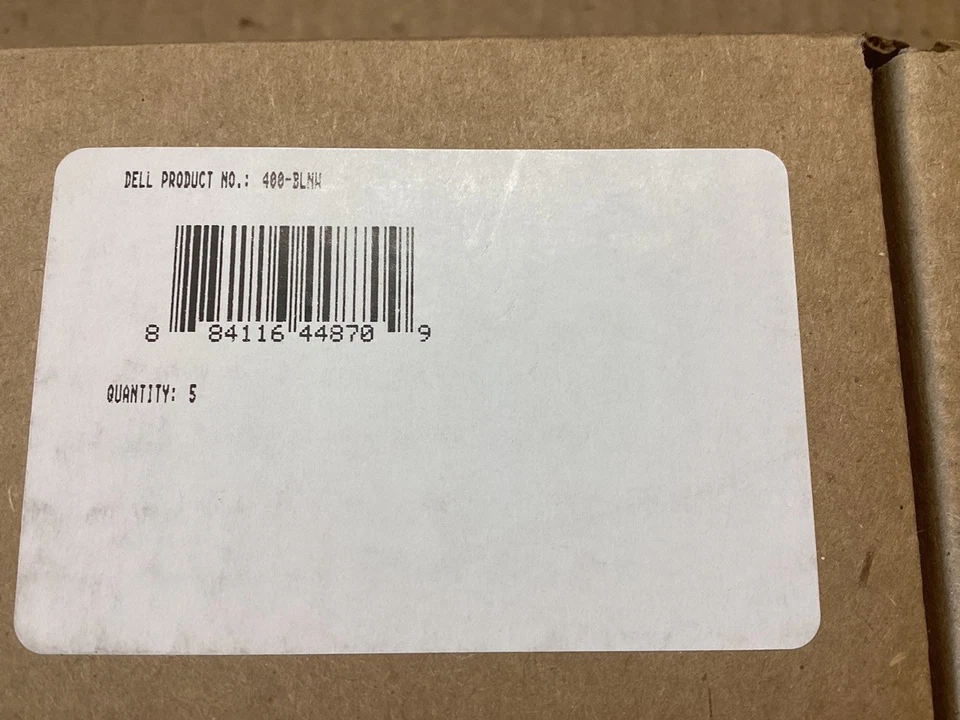 DELL PRODUCT NO.: 400-BLNW
8 84116 44870 9
QUANTITY: 5